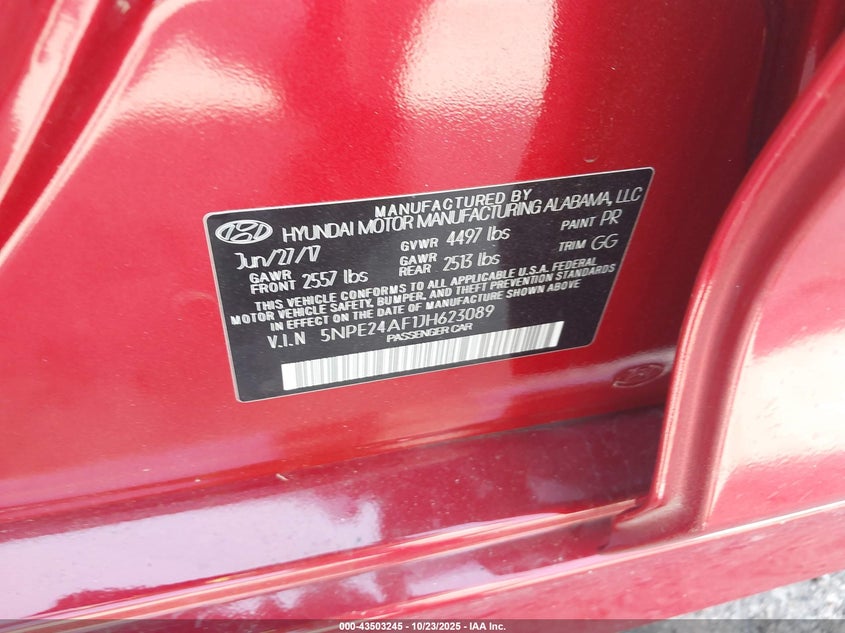 MANUFACTURED BY
HYUNDAI MOTOR MANUFACTURING ALABAMA, LLC
Jun/27/17 GVWR 4497 lbs PAINT PR
GAWR FRONT 2557 lbs GAWR REAR 2513 lbs TRIM GG
THIS VEHICLE CONFORMS TO ALL APPLICABLE U.S.A. FEDERAL
MOTOR VEHICLE SAFETY, BUMPER, AND THEFT PREVENTION STANDARDS
IN EFFECT ON THE DATE OF MANUFACTURE SHOWN ABOVE
V.I.N 5NPE24AF1JH623089
PASSENGER CAR
000-43503245 - 10/23/2025 - IAA Inc.